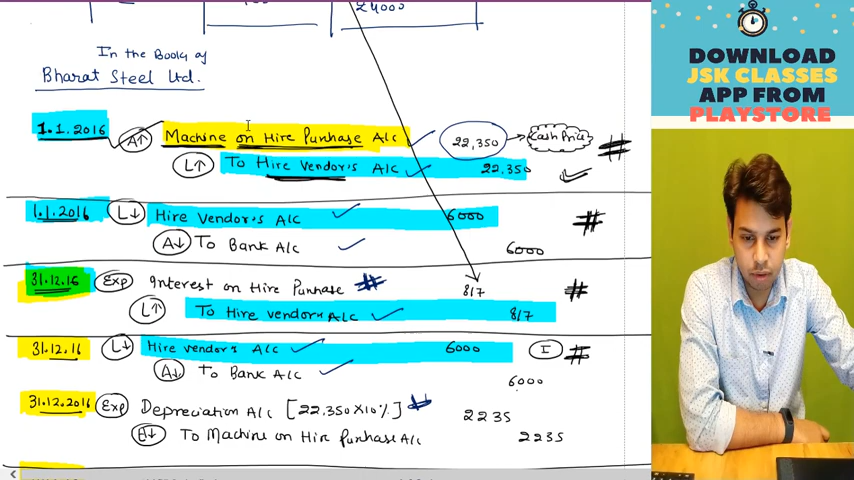 £4000
In the Books of
Bharat Steel Ltd.
1.1.2016 A↑ Machine on Hire Purchase A/c 22,350 → Cash Price #
L↑ To Hire Vendor's A/c 22,350
1.1.2016 L↓ Hire Vendor's A/c 6000 #
A↓ To Bank A/c 6000
31.12.16 Exp Interest on Hire Purchase # 817 #
L↑ To Hire vendor's A/c 817
31.12.16 L↓ Hire vendor's A/c 6000 I #
A↓ To Bank A/c 6000
31.12.2016 Exp Depreciation A/c [22,350x10%] # 2235
To Machine on Hire Purchase A/c 2235
DOWNLOAD
JSK CLASSES
APP FROM
PLAYSTORE